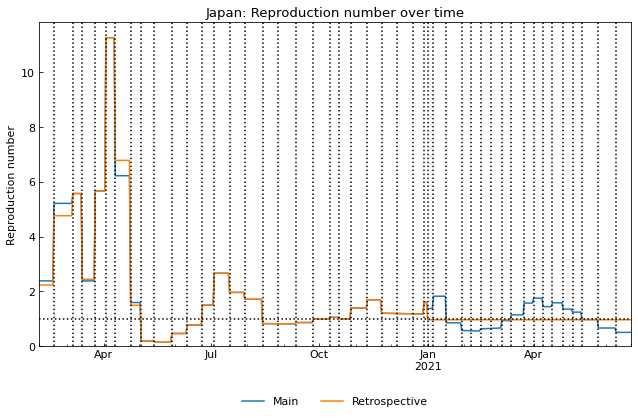 Japan: Reproduction number over time
Reproduction number
10
8
6
4
2
0
Apr Jul Oct Jan Apr
2021
Main Retrospective